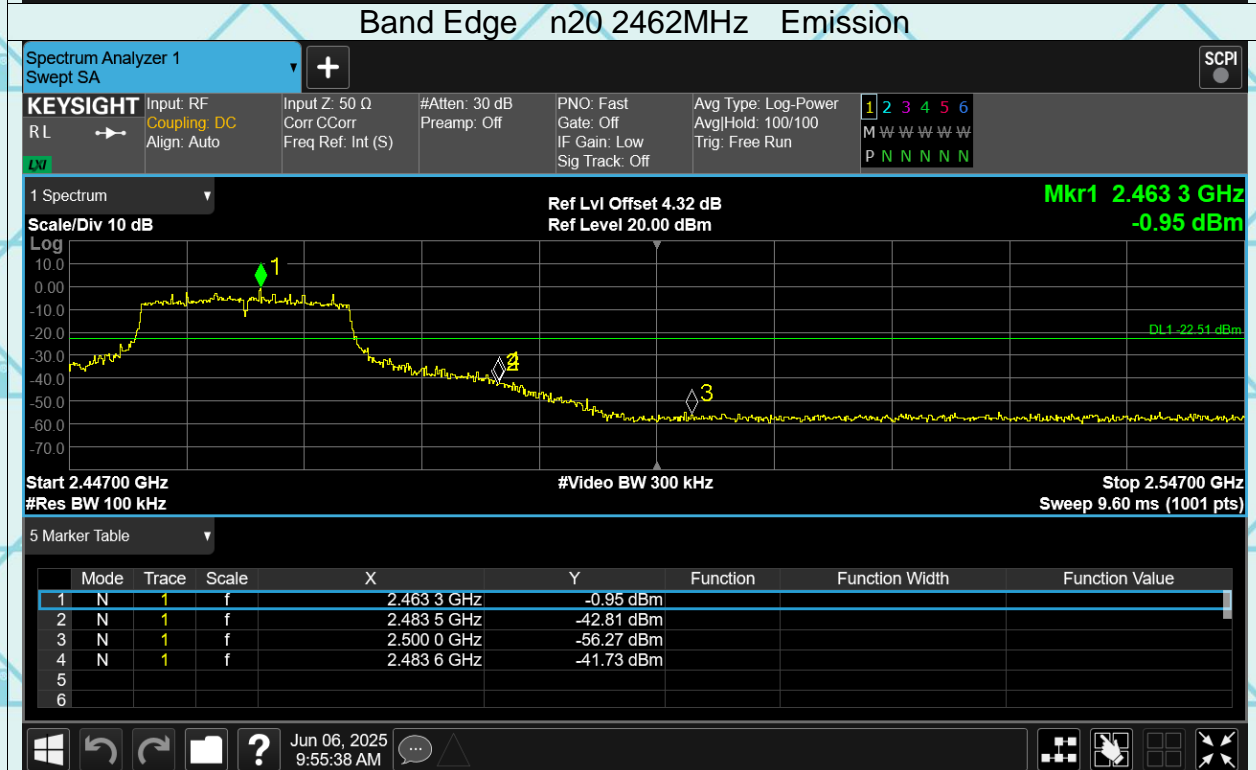 Band Edge n20 2462MHz Emission
Spectrum Analyzer 1
Swept SA
+
SCPI
KEYSIGHT Input: RF Input Z: 50 Ω #Atten: 30 dB PNO: Fast Avg Type: Log-Power 1 2 3 4 5 6
RL Coupling: DC Corr CCorr Preamp: Off Gate: Off Avg|Hold: 100/100 M W W W W W
Align: Auto Freq Ref: Int (S) IF Gain: Low Trig: Free Run P N N N N N
LXI Sig Track: Off
1 Spectrum Ref Lvl Offset 4.32 dB Mkr1 2.463 3 GHz
Scale/Div 10 dB Ref Level 20.00 dBm -0.95 dBm
Log
10.0
0.00
-10.0
-20.0
-30.0
-40.0
-50.0
-60.0
-70.0
1
DL1 -22.51 dBm
3
Start 2.44700 GHz #Video BW 300 kHz Stop 2.54700 GHz
#Res BW 100 kHz Sweep 9.60 ms (1001 pts)
5 Marker Table
Mode Trace Scale X Y Function Function Width Function Value
1 N 1 f 2.463 3 GHz -0.95 dBm
2 N 1 f 2.483 5 GHz -42.81 dBm
3 N 1 f 2.500 0 GHz -56.27 dBm
4 N 1 f 2.483 6 GHz -41.73 dBm
5
6
? Jun 06, 2025
9:55:38 AM